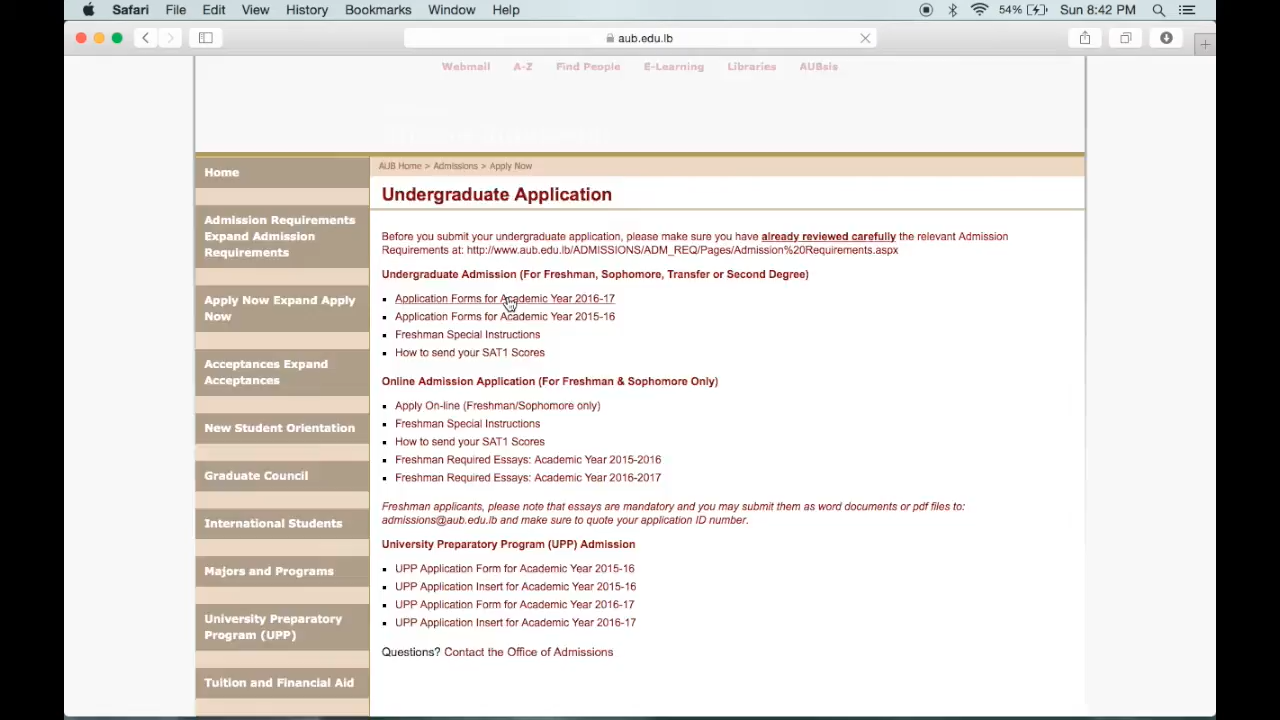 Safari File Edit View History Bookmarks Window Help 54% Sun 8:42 PM
aub.edu.lb
Webmail A-Z Find People E-Learning Libraries AUBsis
AUB Home > Admissions > Apply Now
Home
Admission Requirements
Expand Admission
Requirements
Apply Now Expand Apply
Now
Acceptances Expand
Acceptances
New Student Orientation
Graduate Council
International Students
Majors and Programs
University Preparatory
Program (UPP)
Tuition and Financial Aid
Undergraduate Application
Before you submit your undergraduate application, please make sure you have already reviewed carefully the relevant Admission
Requirements at: http://www.aub.edu.lb/ADMISSIONS/ADM_REQ/Pages/Admission%20Requirements.aspx
Undergraduate Admission (For Freshman, Sophomore, Transfer or Second Degree)
Application Forms for Academic Year 2016-17
Application Forms for Academic Year 2015-16
Freshman Special Instructions
How to send your SAT1 Scores
Online Admission Application (For Freshman & Sophomore Only)
Apply On-line (Freshman/Sophomore only)
Freshman Special Instructions
How to send your SAT1 Scores
Freshman Required Essays: Academic Year 2015-2016
Freshman Required Essays: Academic Year 2016-2017
Freshman applicants, please note that essays are mandatory and you may submit them as word documents or pdf files to:
admissions@aub.edu.lb and make sure to quote your application ID number.
University Preparatory Program (UPP) Admission
UPP Application Form for Academic Year 2015-16
UPP Application Insert for Academic Year 2015-16
UPP Application Form for Academic Year 2016-17
UPP Application Insert for Academic Year 2016-17
Questions? Contact the Office of Admissions